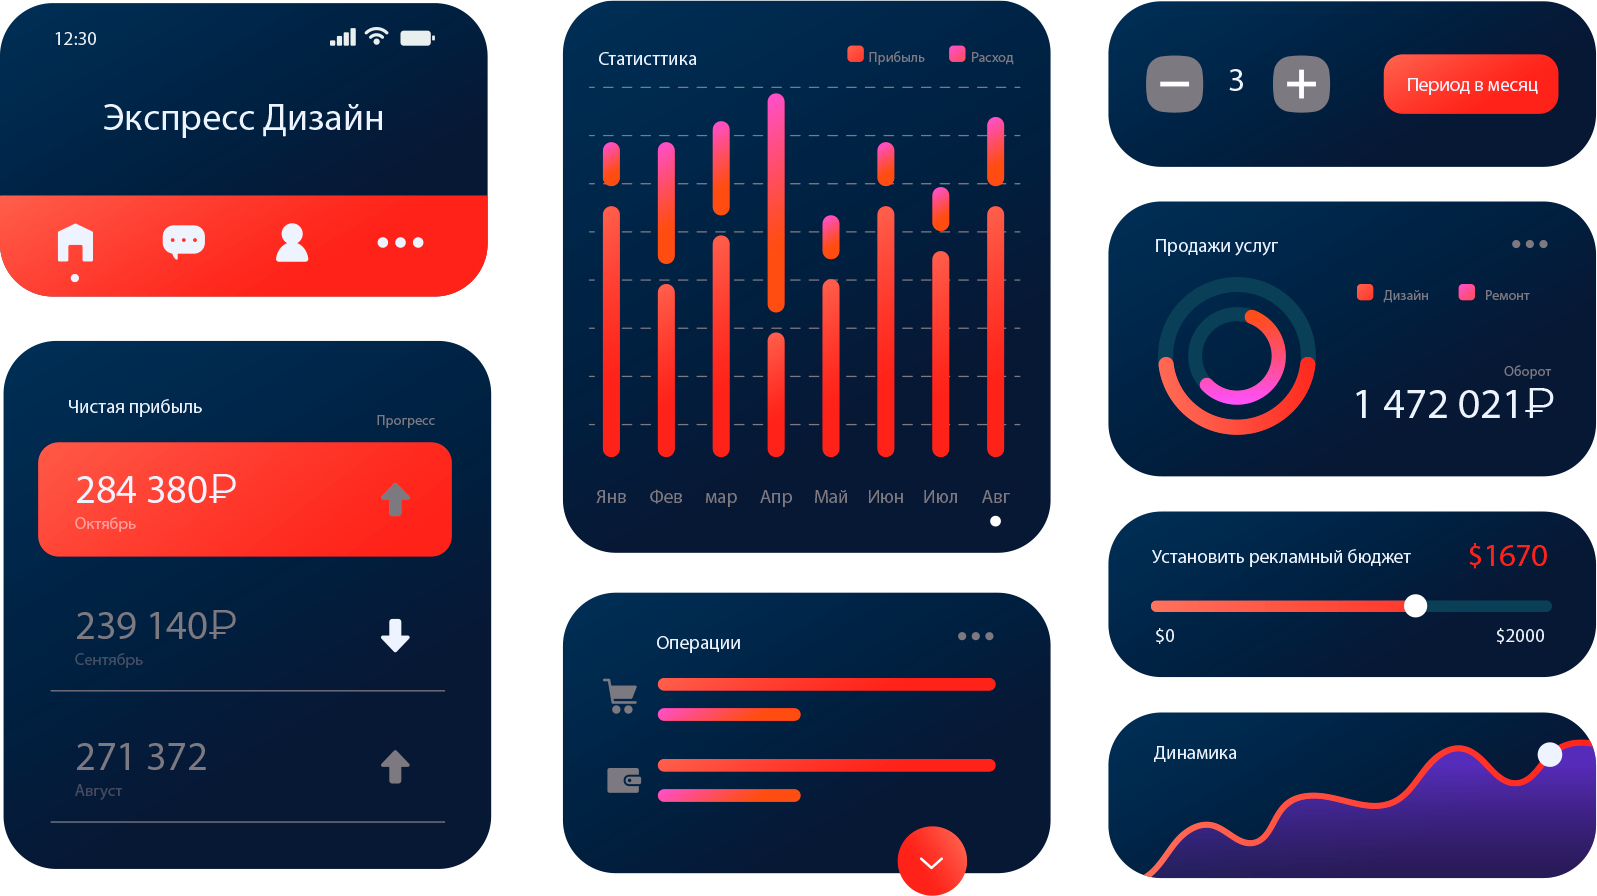 12:30
Экспресс Дизайн
Чистая прибыль
Прогресс
284 380₽
Октябрь
239 140₽
Сентябрь
271 372
Август
Статисттика
Прибыль Расход
Янв Фев мар Апр Май Июн Июл Авг
Операции
3
Период в месяц
Продажи услуг
Дизайн Ремонт
Оборот
1 472 021₽
Установить рекламный бюджет $1670
$0 $2000
Динамика